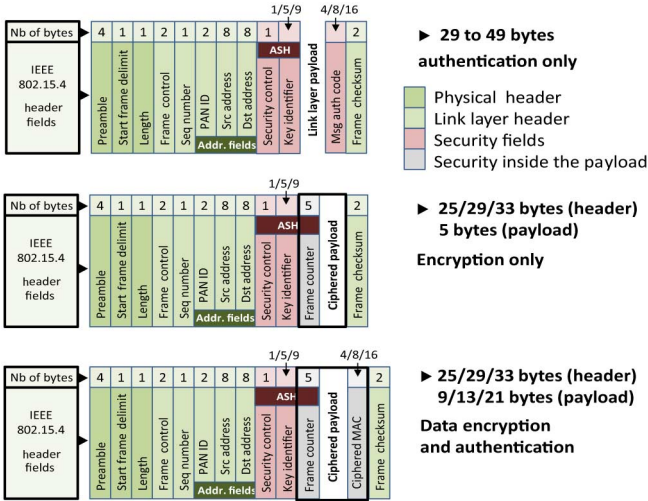 1/5/9 4/8/16
Nb of bytes 4 1 1 2 1 2 8 8 1 2
IEEE
802.15.4
header
fields
Preamble
Start frame delimit
Length
Frame control
Seq number
PAN ID
Src address
Dst address
Addr. fields
ASH
Security control
Key identifier
Link layer payload
Msg auth code
Frame checksum
► 29 to 49 bytes
authentication only
Physical header
Link layer header
Security fields
Security inside the payload
1/5/9
Nb of bytes 4 1 1 2 1 2 8 8 1 5 2
IEEE
802.15.4
header
fields
Preamble
Start frame delimit
Length
Frame control
Seq number
PAN ID
Src address
Dst address
Addr. fields
ASH
Security control
Key identifier
Frame counter
Ciphered payload
Frame checksum
► 25/29/33 bytes (header)
5 bytes (payload)
Encryption only
1/5/9 4/8/16
Nb of bytes 4 1 1 2 1 2 8 8 1 5 2
IEEE
802.15.4
header
fields
Preamble
Start frame delimit
Length
Frame control
Seq number
PAN ID
Src address
Dst address
Addr. fields
ASH
Security control
Key identifier
Frame counter
Ciphered payload
Ciphered MAC
Frame checksum
► 25/29/33 bytes (header)
9/13/21 bytes (payload)
Data encryption
and authentication